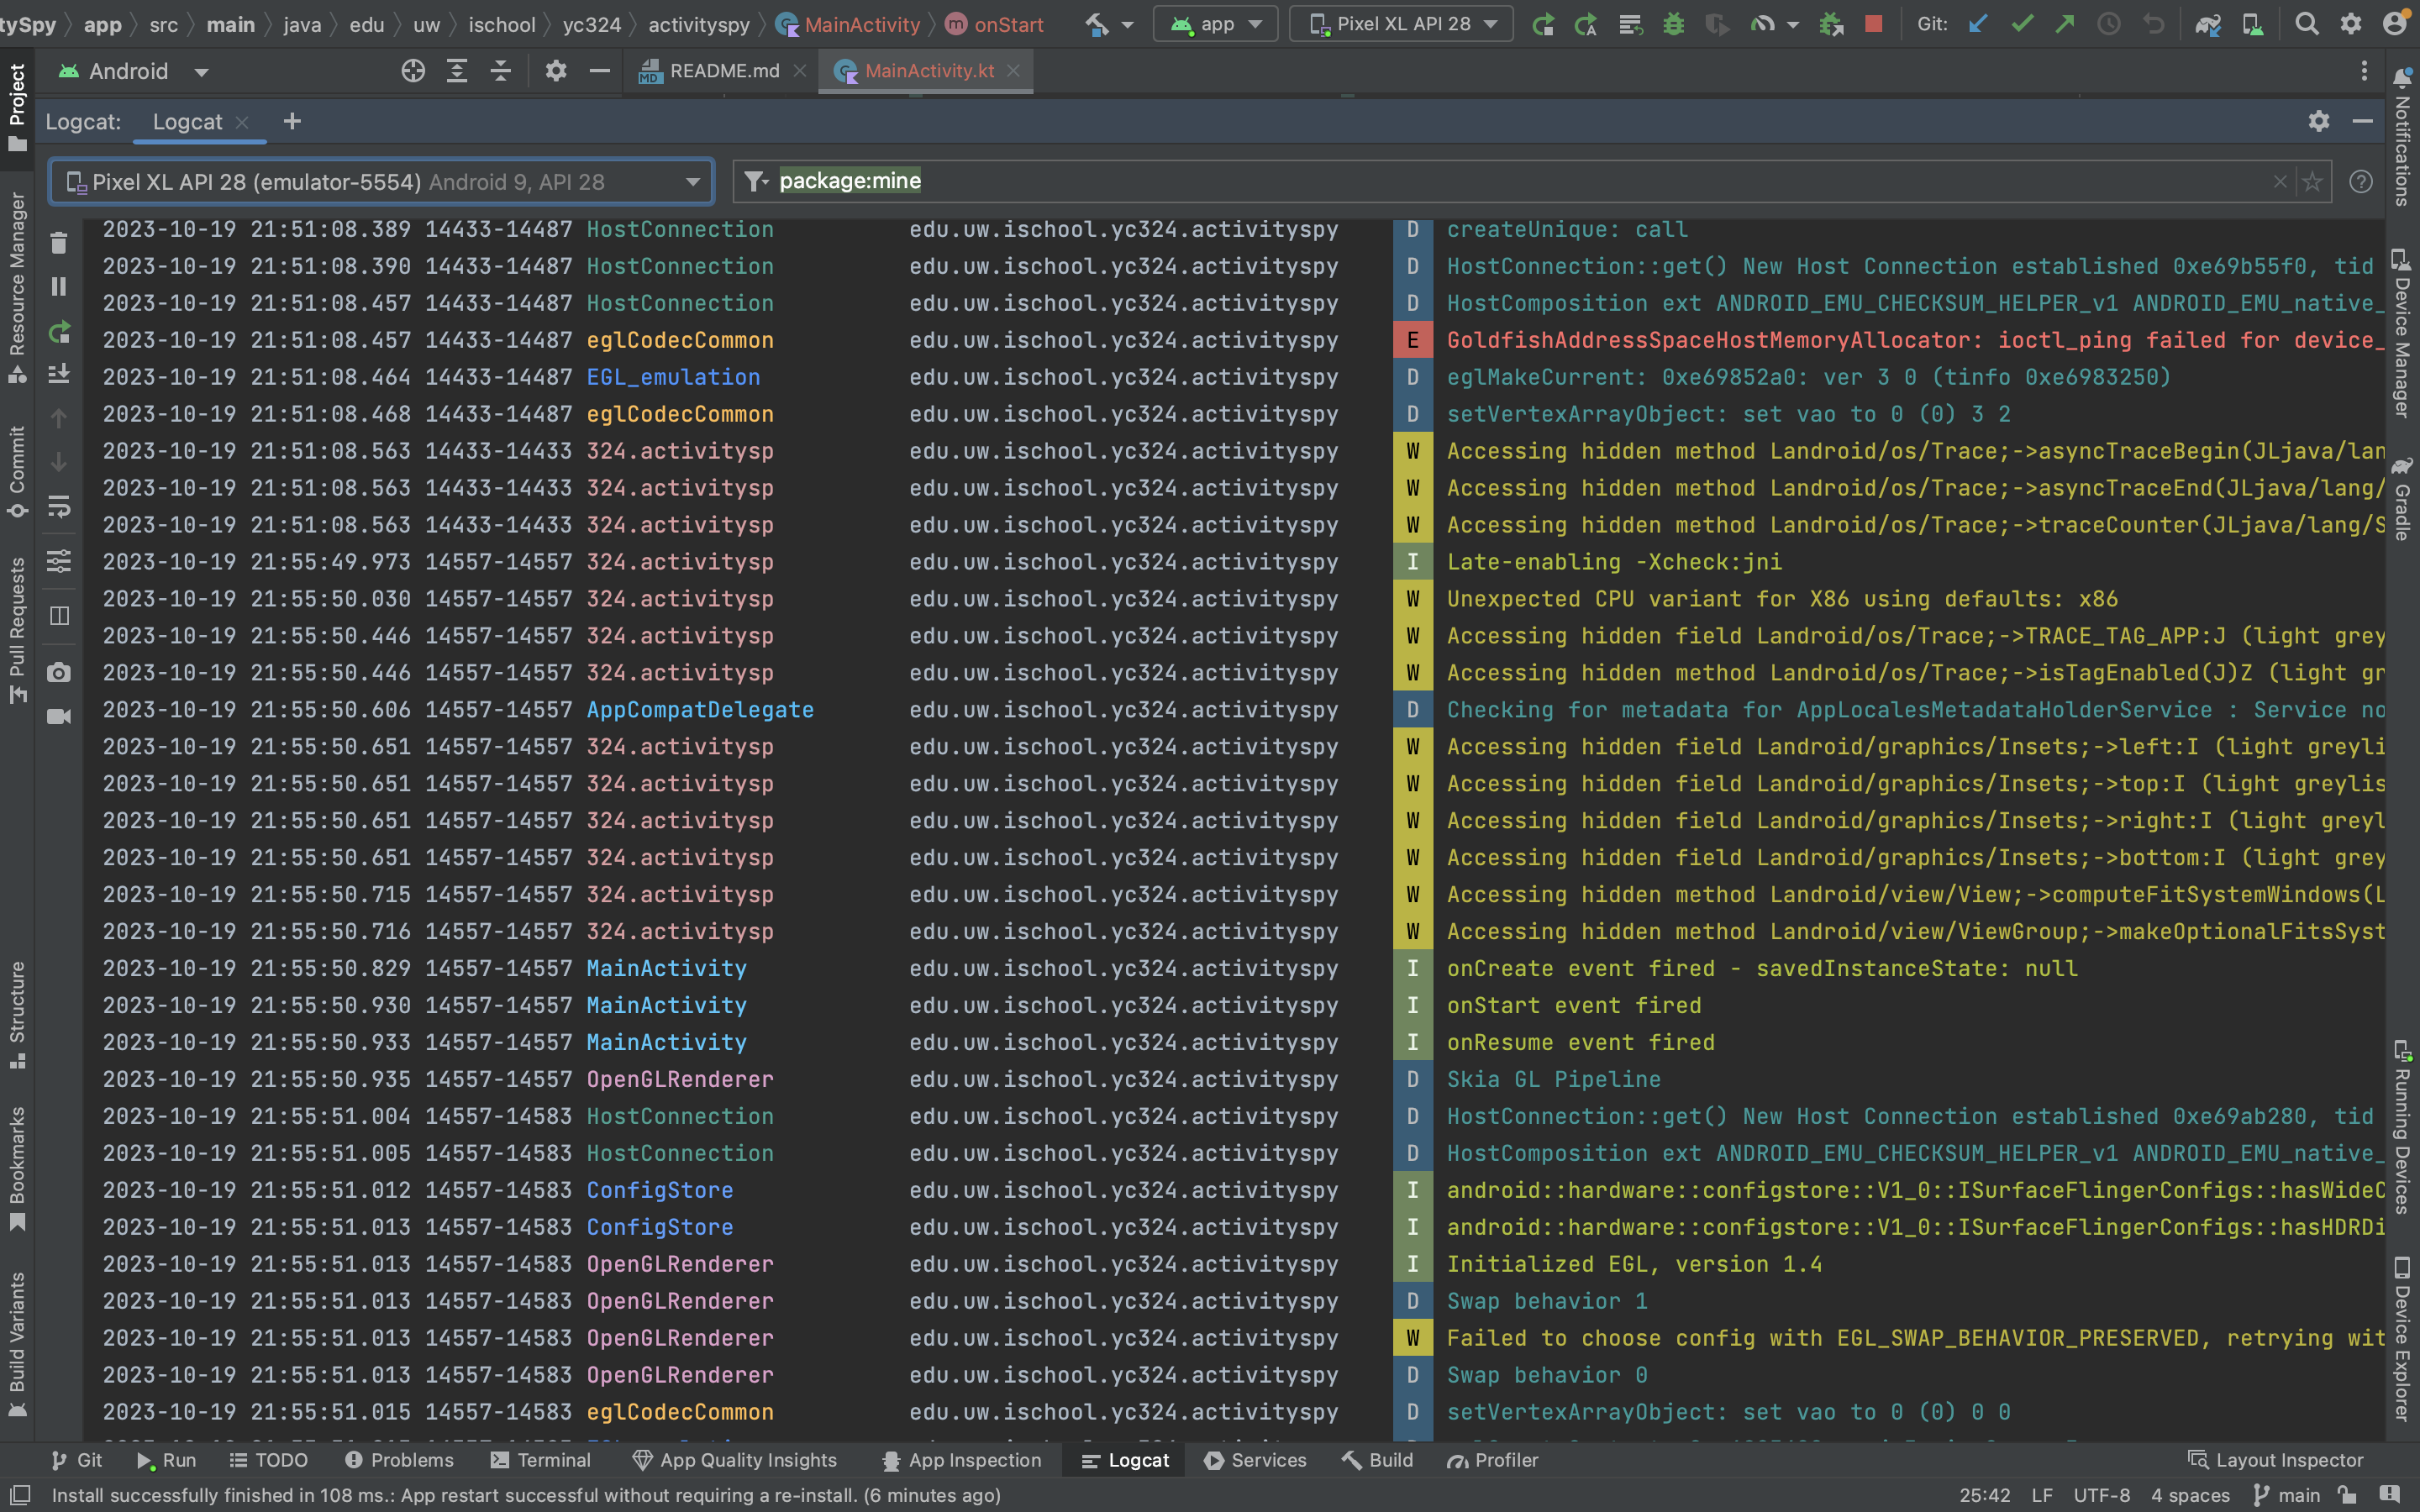 tySpy app src main java edu uw ischool yc324 activityspy MainActivity onStart app Pixel XL API 28 Git:
Android README.md MainActivity.kt
Logcat: Logcat
Pixel XL API 28 (emulator-5554) Android 9, API 28 package:mine
2023-10-19 21:51:08.389 14433-14487 HostConnection edu.uw.ischool.yc324.activityspy D createUnique: call
2023-10-19 21:51:08.390 14433-14487 HostConnection edu.uw.ischool.yc324.activityspy D HostConnection::get() New Host Connection established 0xe69b55f0, tid
2023-10-19 21:51:08.457 14433-14487 HostConnection edu.uw.ischool.yc324.activityspy D HostComposition ext ANDROID_EMU_CHECKSUM_HELPER_v1 ANDROID_EMU_native_
2023-10-19 21:51:08.457 14433-14487 eglCodecCommon edu.uw.ischool.yc324.activityspy E GoldfishAddressSpaceHostMemoryAllocator: ioctl_ping failed for device_
2023-10-19 21:51:08.464 14433-14487 EGL_emulation edu.uw.ischool.yc324.activityspy D eglMakeCurrent: 0xe69852a0: ver 3 0 (tinfo 0xe6983250)
2023-10-19 21:51:08.468 14433-14487 eglCodecCommon edu.uw.ischool.yc324.activityspy D setVertexArrayObject: set vao to 0 (0) 3 2
2023-10-19 21:51:08.563 14433-14433 324.activitysp edu.uw.ischool.yc324.activityspy W Accessing hidden method Landroid/os/Trace;->asyncTraceBegin(JLjava/lan
2023-10-19 21:51:08.563 14433-14433 324.activitysp edu.uw.ischool.yc324.activityspy W Accessing hidden method Landroid/os/Trace;->asyncTraceEnd(JLjava/lang/
2023-10-19 21:51:08.563 14433-14433 324.activitysp edu.uw.ischool.yc324.activityspy W Accessing hidden method Landroid/os/Trace;->traceCounter(JLjava/lang/S
2023-10-19 21:55:49.973 14557-14557 324.activitysp edu.uw.ischool.yc324.activityspy I Late-enabling -Xcheck:jni
2023-10-19 21:55:50.030 14557-14557 324.activitysp edu.uw.ischool.yc324.activityspy W Unexpected CPU variant for X86 using defaults: x86
2023-10-19 21:55:50.446 14557-14557 324.activitysp edu.uw.ischool.yc324.activityspy W Accessing hidden field Landroid/os/Trace;->TRACE_TAG_APP:J (light grey
2023-10-19 21:55:50.446 14557-14557 324.activitysp edu.uw.ischool.yc324.activityspy W Accessing hidden method Landroid/os/Trace;->isTagEnabled(J)Z (light gr
2023-10-19 21:55:50.606 14557-14557 AppCompatDelegate edu.uw.ischool.yc324.activityspy D Checking for metadata for AppLocalesMetadataHolderService : Service no
2023-10-19 21:55:50.651 14557-14557 324.activitysp edu.uw.ischool.yc324.activityspy W Accessing hidden field Landroid/graphics/Insets;->left:I (light greyli
2023-10-19 21:55:50.651 14557-14557 324.activitysp edu.uw.ischool.yc324.activityspy W Accessing hidden field Landroid/graphics/Insets;->top:I (light greylis
2023-10-19 21:55:50.651 14557-14557 324.activitysp edu.uw.ischool.yc324.activityspy W Accessing hidden field Landroid/graphics/Insets;->right:I (light greyl
2023-10-19 21:55:50.651 14557-14557 324.activitysp edu.uw.ischool.yc324.activityspy W Accessing hidden field Landroid/graphics/Insets;->bottom:I (light grey
2023-10-19 21:55:50.715 14557-14557 324.activitysp edu.uw.ischool.yc324.activityspy W Accessing hidden method Landroid/view/View;->computeFitSystemWindows(L
2023-10-19 21:55:50.716 14557-14557 324.activitysp edu.uw.ischool.yc324.activityspy W Accessing hidden method Landroid/view/ViewGroup;->makeOptionalFitsSyst
2023-10-19 21:55:50.829 14557-14557 MainActivity edu.uw.ischool.yc324.activityspy I onCreate event fired - savedInstanceState: null
2023-10-19 21:55:50.930 14557-14557 MainActivity edu.uw.ischool.yc324.activityspy I onStart event fired
2023-10-19 21:55:50.933 14557-14557 MainActivity edu.uw.ischool.yc324.activityspy I onResume event fired
2023-10-19 21:55:50.935 14557-14557 OpenGLRenderer edu.uw.ischool.yc324.activityspy D Skia GL Pipeline
2023-10-19 21:55:51.004 14557-14583 HostConnection edu.uw.ischool.yc324.activityspy D HostConnection::get() New Host Connection established 0xe69ab280, tid
2023-10-19 21:55:51.005 14557-14583 HostConnection edu.uw.ischool.yc324.activityspy D HostComposition ext ANDROID_EMU_CHECKSUM_HELPER_v1 ANDROID_EMU_native_
2023-10-19 21:55:51.012 14557-14583 ConfigStore edu.uw.ischool.yc324.activityspy I android::hardware::configstore::V1_0::ISurfaceFlingerConfigs::hasWideC
2023-10-19 21:55:51.013 14557-14583 ConfigStore edu.uw.ischool.yc324.activityspy I android::hardware::configstore::V1_0::ISurfaceFlingerConfigs::hasHDRDi
2023-10-19 21:55:51.013 14557-14583 OpenGLRenderer edu.uw.ischool.yc324.activityspy I Initialized EGL, version 1.4
2023-10-19 21:55:51.013 14557-14583 OpenGLRenderer edu.uw.ischool.yc324.activityspy D Swap behavior 1
2023-10-19 21:55:51.013 14557-14583 OpenGLRenderer edu.uw.ischool.yc324.activityspy W Failed to choose config with EGL_SWAP_BEHAVIOR_PRESERVED, retrying wit
2023-10-19 21:55:51.013 14557-14583 OpenGLRenderer edu.uw.ischool.yc324.activityspy D Swap behavior 0
2023-10-19 21:55:51.015 14557-14583 eglCodecCommon edu.uw.ischool.yc324.activityspy D setVertexArrayObject: set vao to 0 (0) 0 0
Project
Resource Manager
Commit
Pull Requests
Structure
Bookmarks
Build Variants
Notifications
Device Manager
Gradle
Running Devices
Device Explorer
Git Run TODO Problems Terminal App Quality Insights App Inspection Logcat Services Build Profiler Layout Inspector
Install successfully finished in 108 ms.: App restart successful without requiring a re-install. (6 minutes ago) 25:42 LF UTF-8 4 spaces main